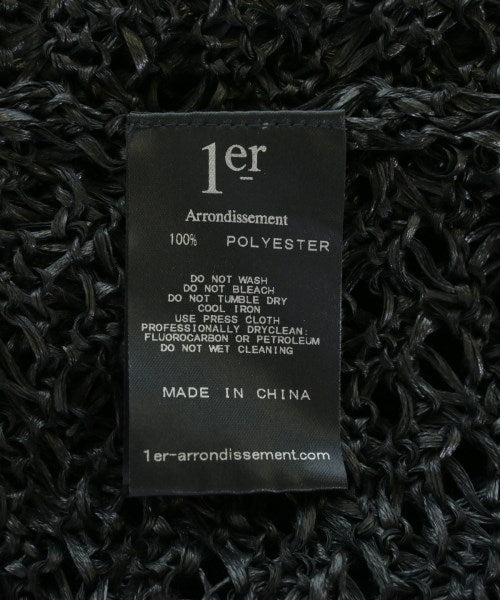 1er
Arrondissement
100% POLYESTER
DO NOT WASH
DO NOT BLEACH
DO NOT TUMBLE DRY
COOL IRON
USE PRESS CLOTH
PROFESSIONALLY DRYCLEAN:
FLUOROCARBON OR PETROLEUM
DO NOT WET CLEANING
MADE IN CHINA
1er-arrondissement.com